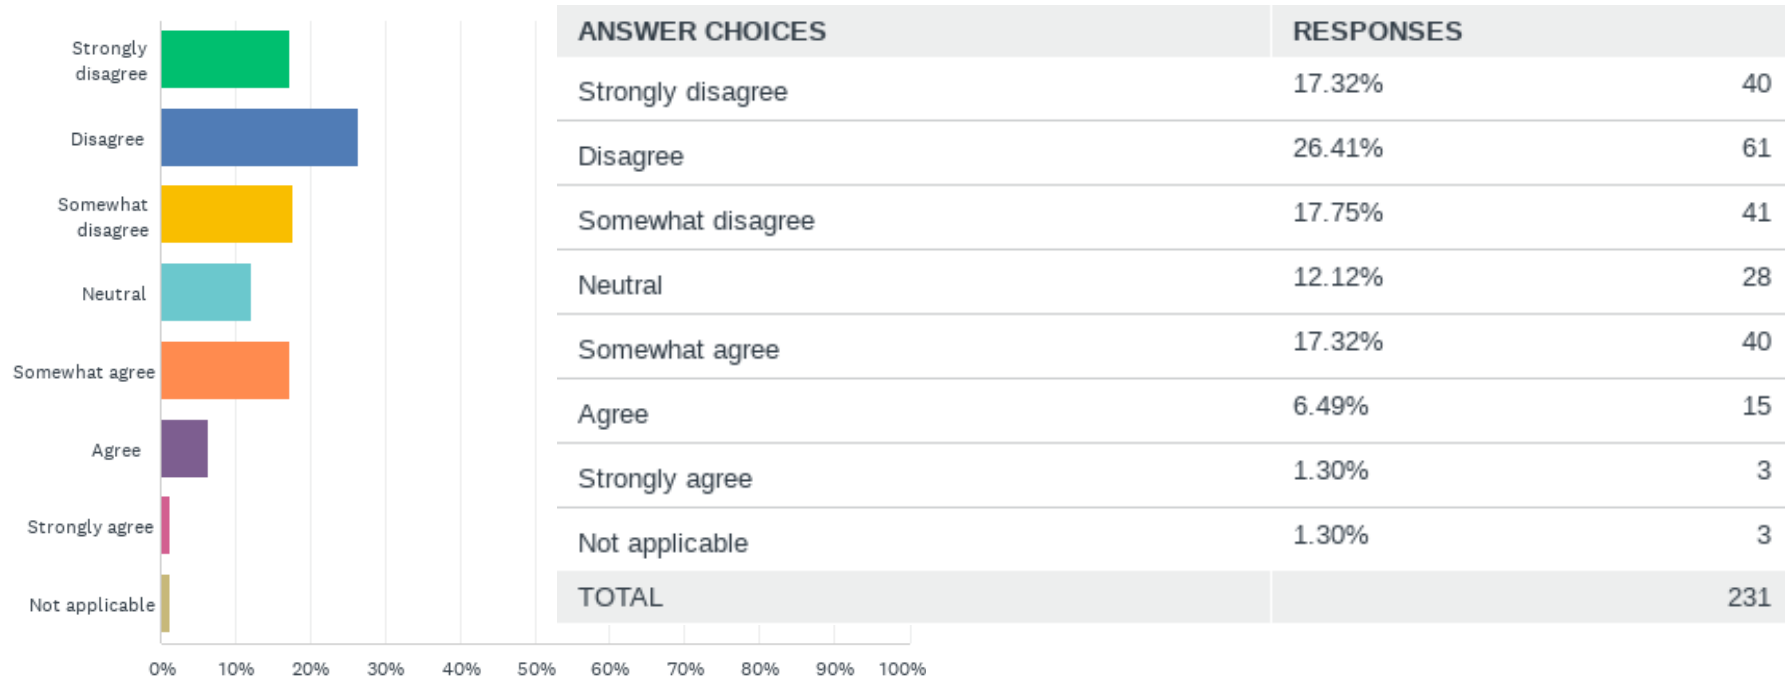 Strongly
disagree
Disagree
Somewhat
disagree
Neutral
Somewhat agree
Agree
Strongly agree
Not applicable
0% 10% 20% 30% 40% 50% 60% 70% 80% 90% 100%
ANSWER CHOICES RESPONSES
Strongly disagree 17.32% 40
Disagree 26.41% 61
Somewhat disagree 17.75% 41
Neutral 12.12% 28
Somewhat agree 17.32% 40
Agree 6.49% 15
Strongly agree 1.30% 3
Not applicable 1.30% 3
TOTAL 231